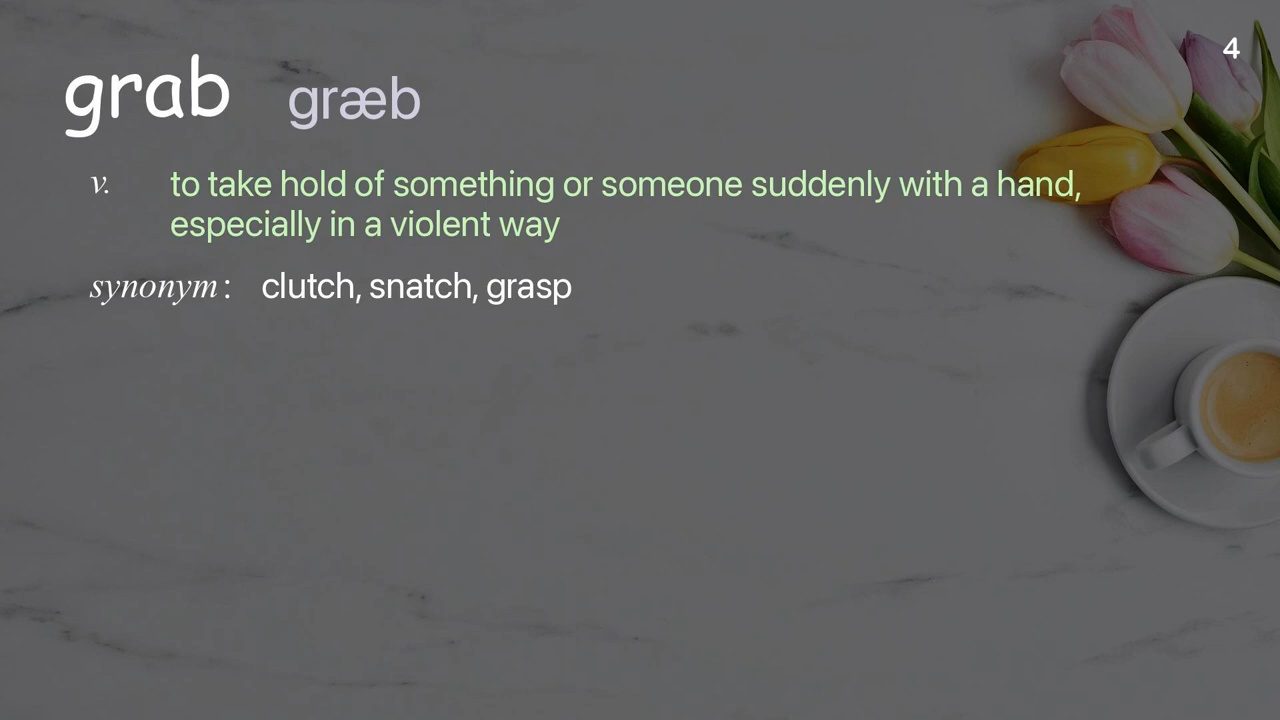 4
grab græb
v. to take hold of something or someone suddenly with a hand,
especially in a violent way
synonym : clutch, snatch, grasp